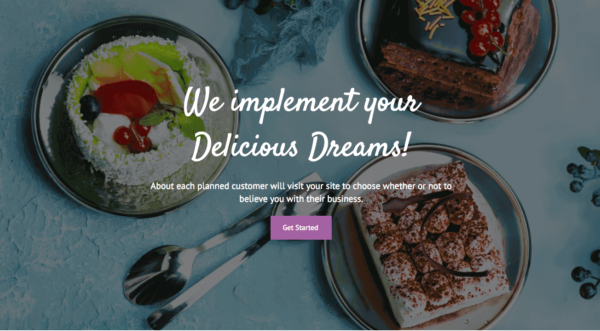 We implement your
Delicious Dreams!
About each planned customer will visit your site to choose whether or not to
believe you with their business.
Get Started